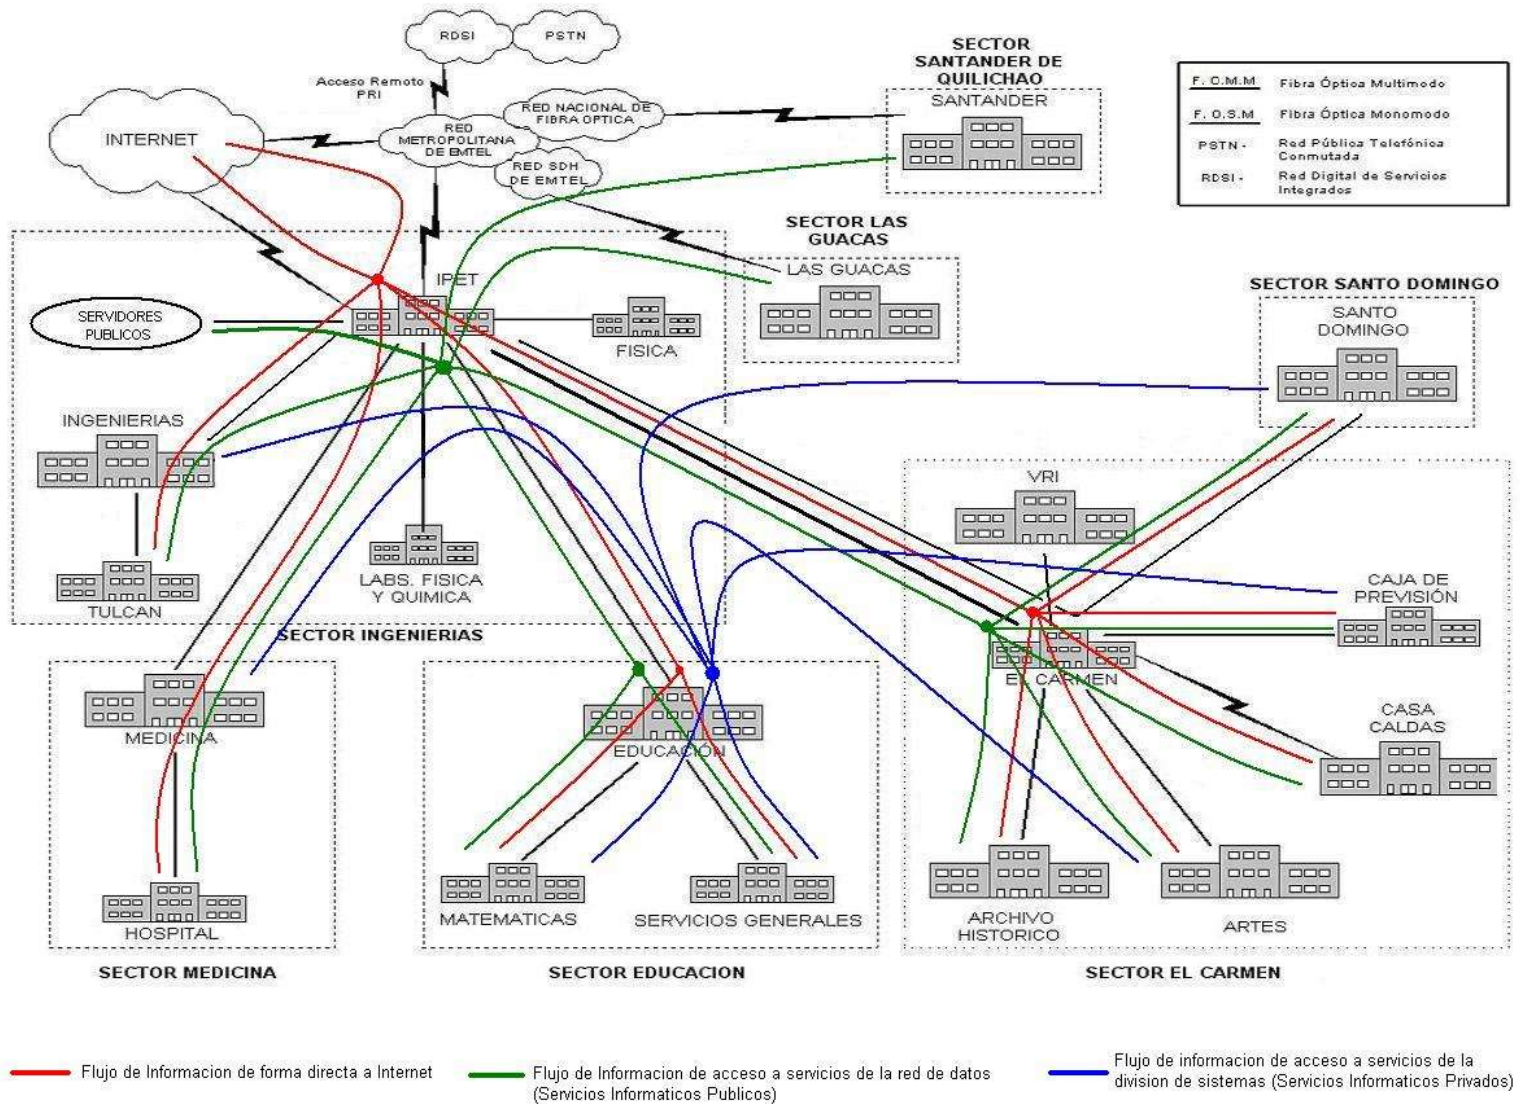 RDSI
PSTN
Acceso Remoto
PRI
INTERNET
RED
METROPOLITANA
DE EMTEL
RED NACIONAL DE
FIBRA OPTICA
RED SDH
DE EMTEL
SECTOR
SANTANDER DE
QUILICHAO
SANTANDER
F. O.M.M Fibra Óptica Multimodo
F. O.S.M Fibra Óptica Monomodo
PSTN - Red Pública Telefónica
Conmutada
RDSI - Red Digital de Servicios
Integrados
SECTOR LAS
GUACAS
LAS GUACAS
SECTOR SANTO DOMINGO
SANTO
DOMINGO
IPET
SERVIDORES
PUBLICOS
FISICA
INGENIERIAS
TULCAN
LABS. FISICA
Y QUIMICA
SECTOR INGENIERIAS
VRI
CAJA DE
PREVISIÓN
EL CARMEN
CASA
CALDAS
MEDICINA
HOSPITAL
SECTOR MEDICINA
EDUCACIÓN
MATEMATICAS
SERVICIOS GENERALES
SECTOR EDUCACION
ARCHIVO
HISTORICO
ARTES
SECTOR EL CARMEN
Flujo de Informacion de forma directa a Internet
Flujo de Informacion de acceso a servicios de la red de datos
(Servicios Informaticos Publicos)
Flujo de informacion de acceso a servicios de la
division de sistemas (Servicios Informaticos Privados)